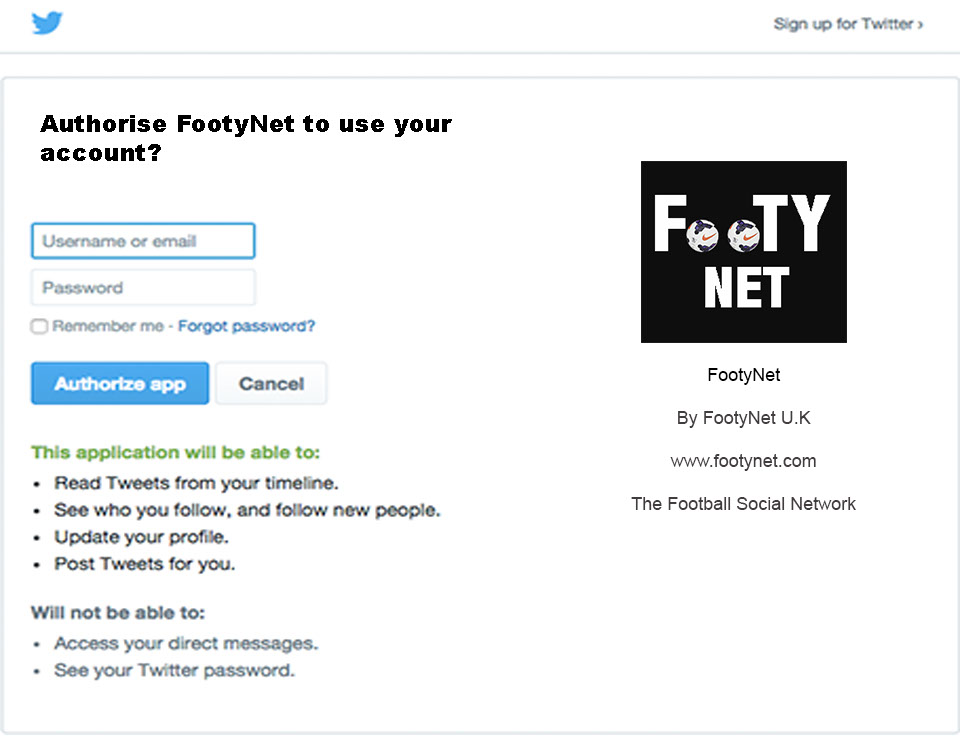 Sign up for Twitter ›
Authorise FootyNet to use your
account?
Username or email
Password
Remember me - Forgot password?
Authorize app
Cancel
This application will be able to:
• Read Tweets from your timeline.
• See who you follow, and follow new people.
• Update your profile.
• Post Tweets for you.
Will not be able to:
• Access your direct messages.
• See your Twitter password.
FOOTY
NET
FootyNet
By FootyNet U.K
www.footynet.com
The Football Social Network